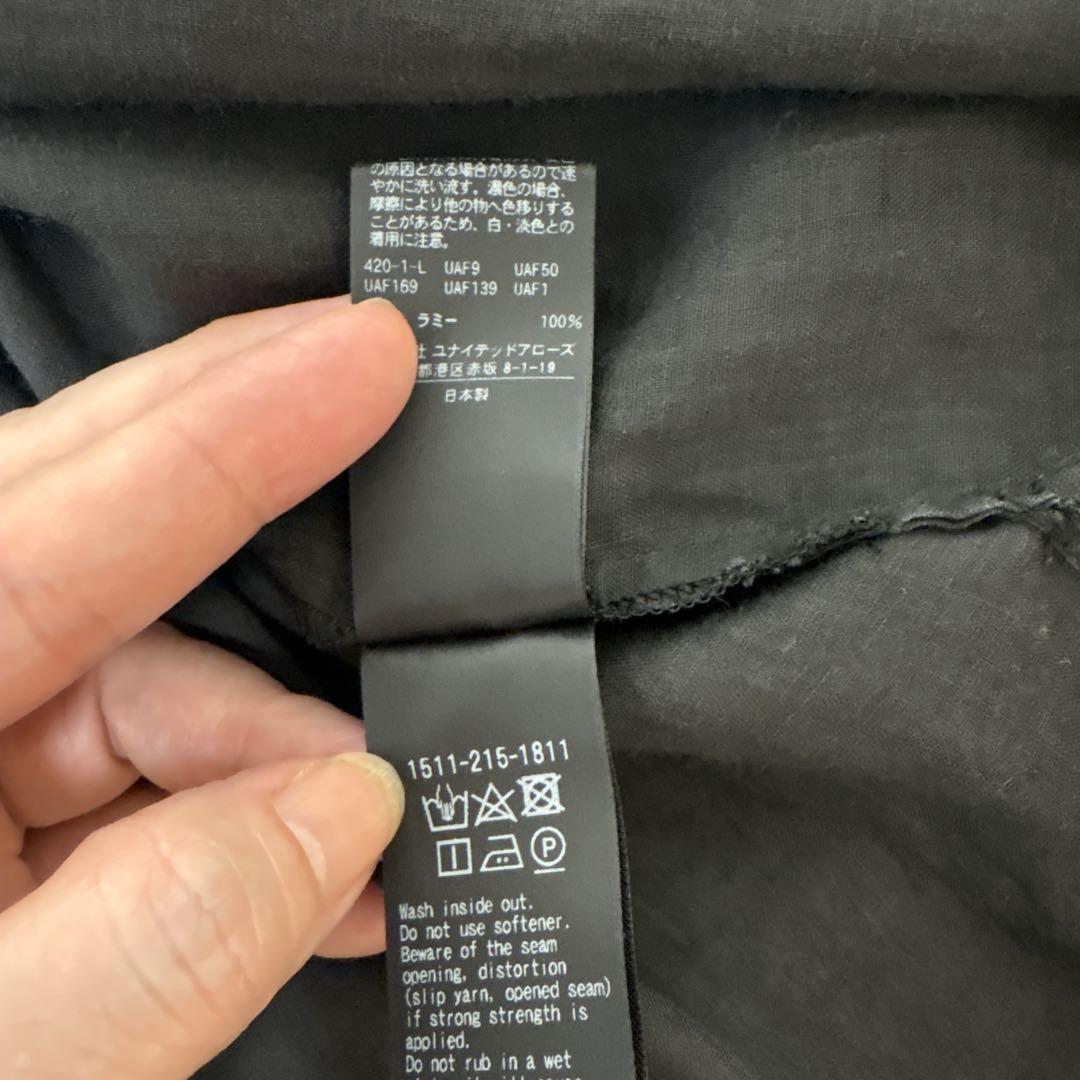 の原因となる場合があるので速
やかに洗い流す。濃色の場合、
摩擦により他の物へ色移りする
ことがあるため、白・淡色との
着用に注意。
420-1-L UAF9 UAF50
UAF169 UAF139 UAF1
ラミー 100%
ユナイテッドアローズ
都港区赤坂 8-1-19
日本製
1511-215-1811
P
Wash inside out.
Do not use softener.
Beware of the seam
opening, distortion
(slip yarn, opened seam)
if strong strength is
applied.
Do not rub in a wet